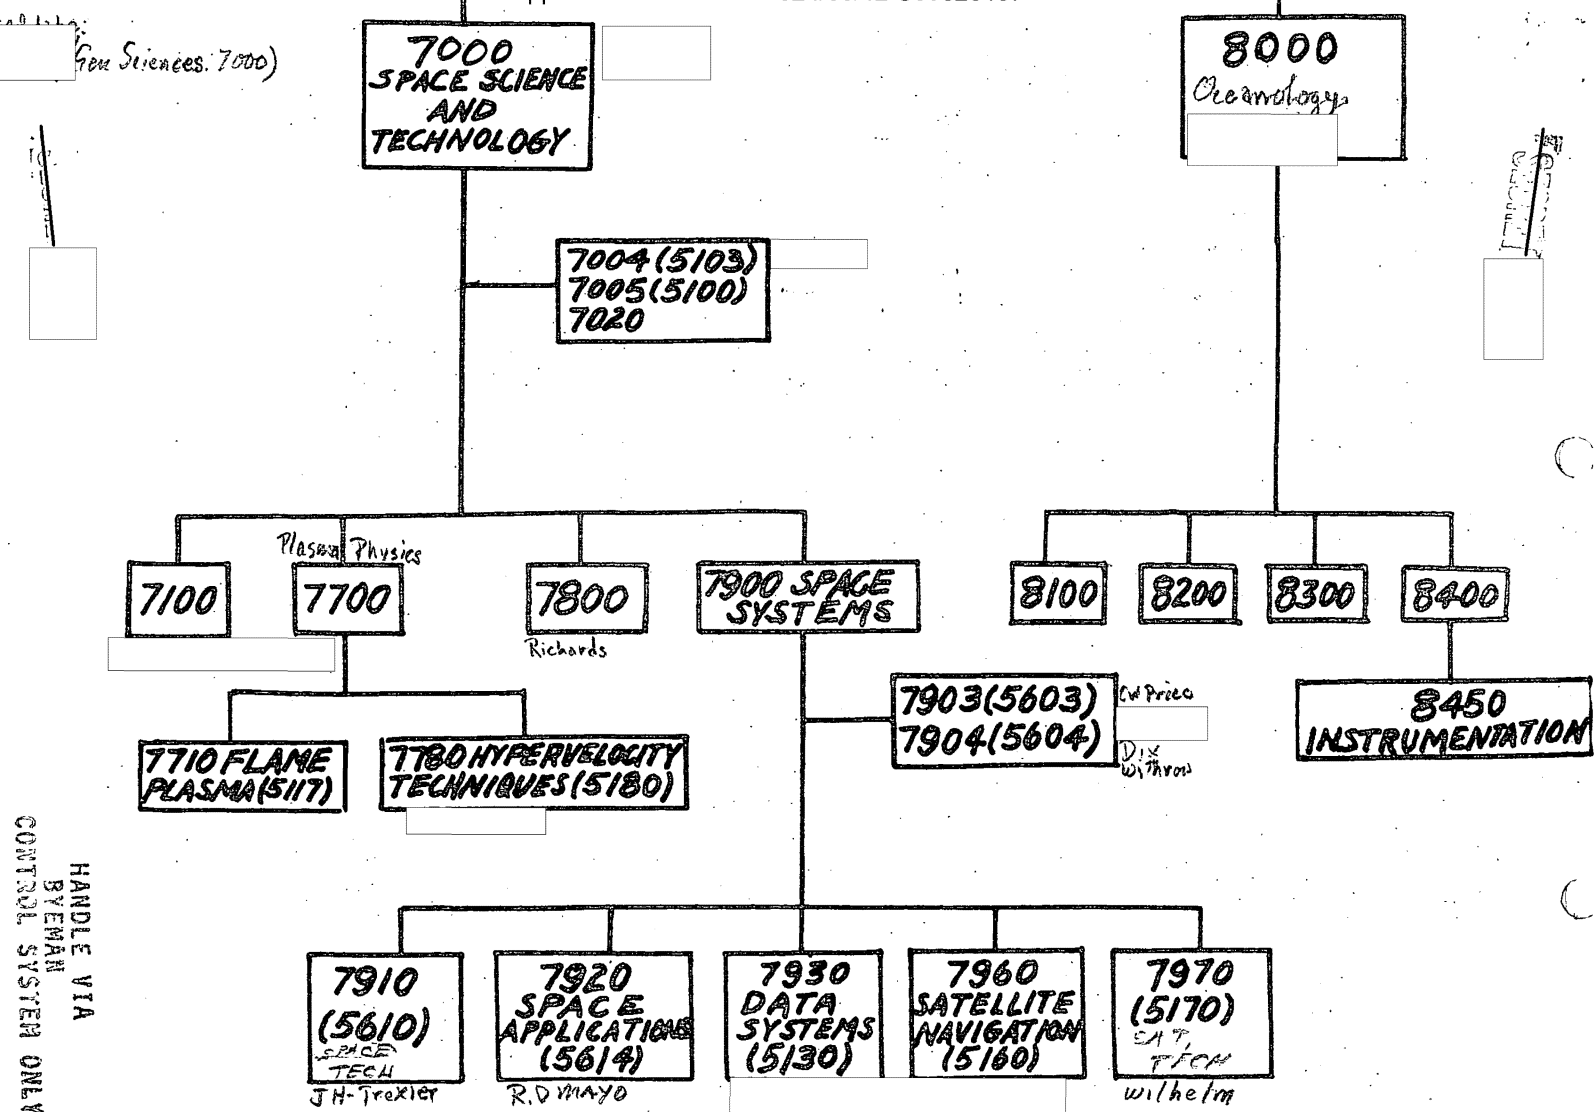 (Gen Sciences: 7000)
7000
SPACE SCIENCE
AND
TECHNOLOGY
8000
Oceanology
7004 (5103)
7005 (5100)
7020
Plasma Physics
7100
7700
7800
Richards
7900 SPACE
SYSTEMS
8100
8200
8300
8400
7903 (5603)
7904 (5604)
CW Price
Dix
Withrow
8450
INSTRUMENTATION
7710 FLAME
PLASMA (5117)
7780 HYPERVELOCITY
TECHNIQUES (5180)
HANDLE VIA
BYEMAN
CONTROL SYSTEM ONLY
7910
(5610)
SPACE
TECH
JH-Trexler
7920
SPACE
APPLICATIONS
(5614)
R.D MAYO
7930
DATA
SYSTEMS
(5130)
7960
SATELLITE
NAVIGATION
(5160)
7970
(5170)
SAT,
TECH
Wilhelm